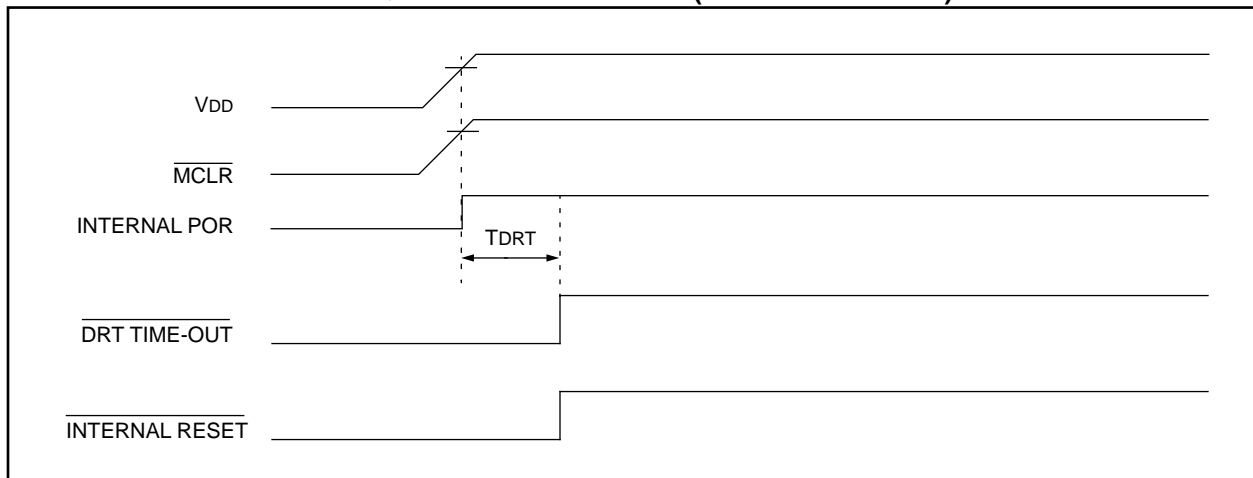 VDD
MCLR
INTERNAL POR
TDRT
DRT TIME-OUT
INTERNAL RESET